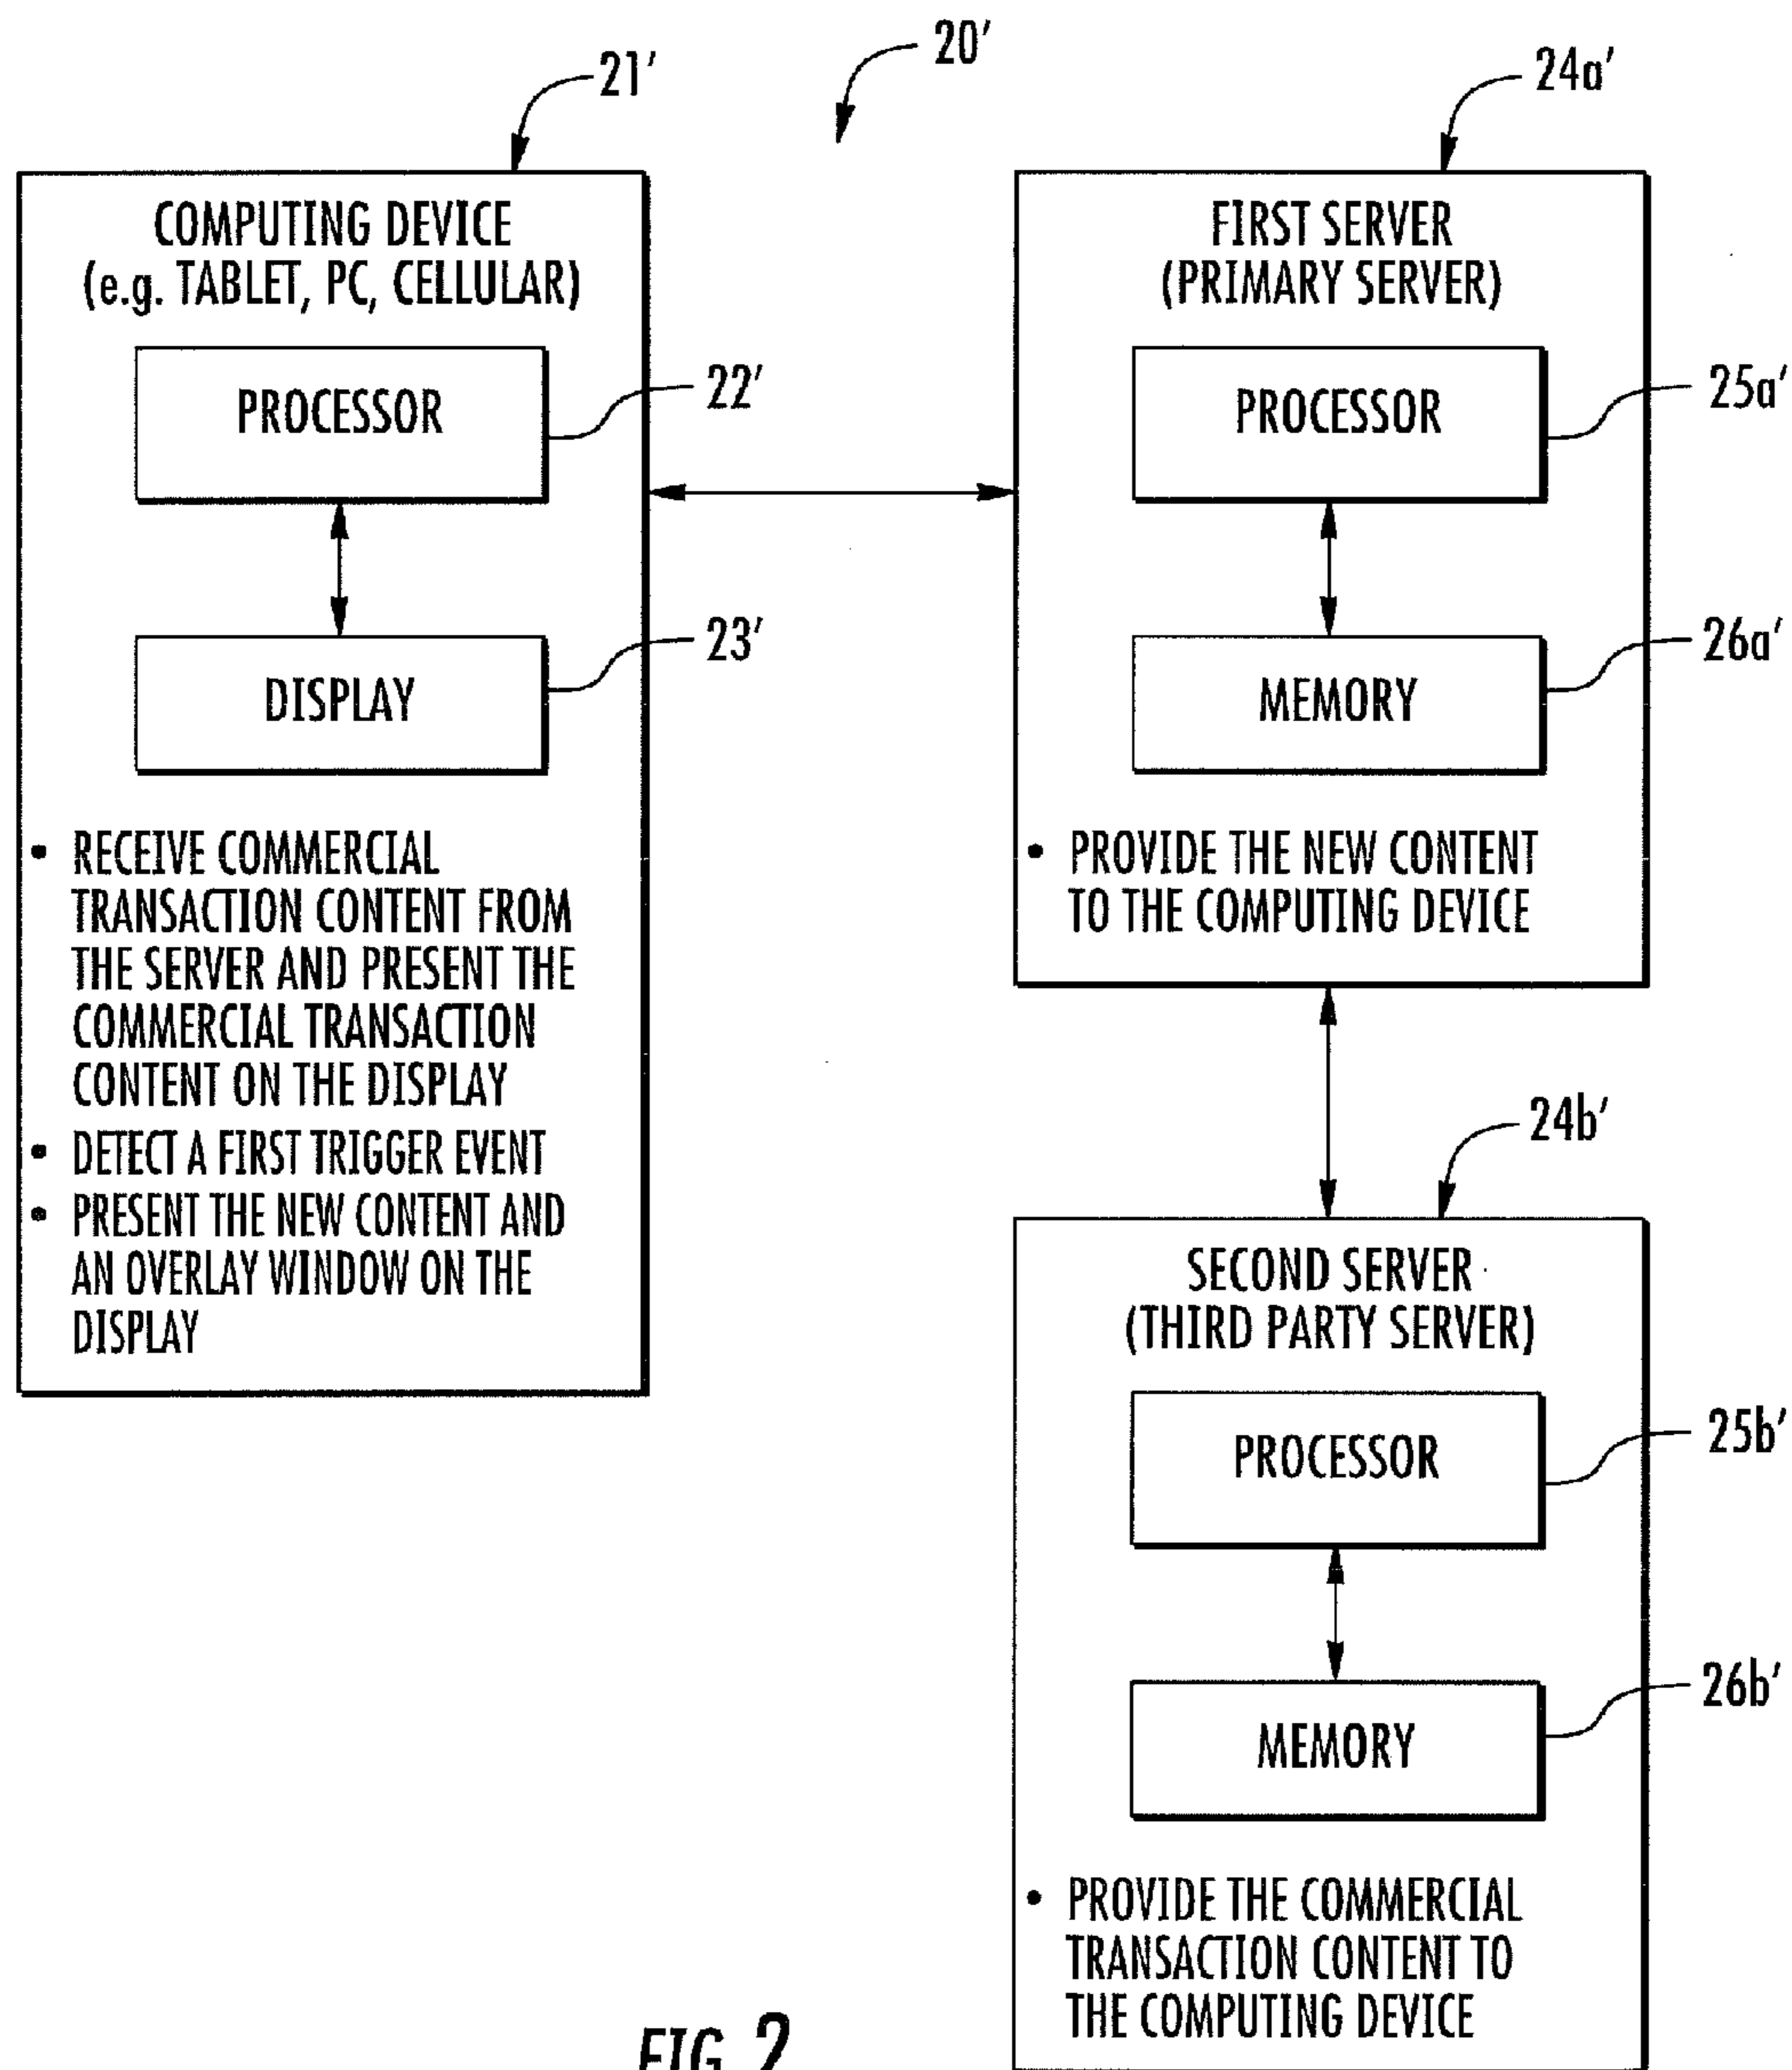 20'
21'
COMPUTING DEVICE
(e.g. TABLET, PC, CELLULAR)
PROCESSOR
22'
DISPLAY
23'
• RECEIVE COMMERCIAL
TRANSACTION CONTENT FROM
THE SERVER AND PRESENT THE
COMMERCIAL TRANSACTION
CONTENT ON THE DISPLAY
• DETECT A FIRST TRIGGER EVENT
• PRESENT THE NEW CONTENT AND
AN OVERLAY WINDOW ON THE
DISPLAY
24a'
FIRST SERVER
(PRIMARY SERVER)
PROCESSOR
25a'
MEMORY
26a'
• PROVIDE THE NEW CONTENT
TO THE COMPUTING DEVICE
24b'
SECOND SERVER
(THIRD PARTY SERVER)
PROCESSOR
25b'
MEMORY
26b'
• PROVIDE THE COMMERCIAL
TRANSACTION CONTENT TO
THE COMPUTING DEVICE
FIG. 2